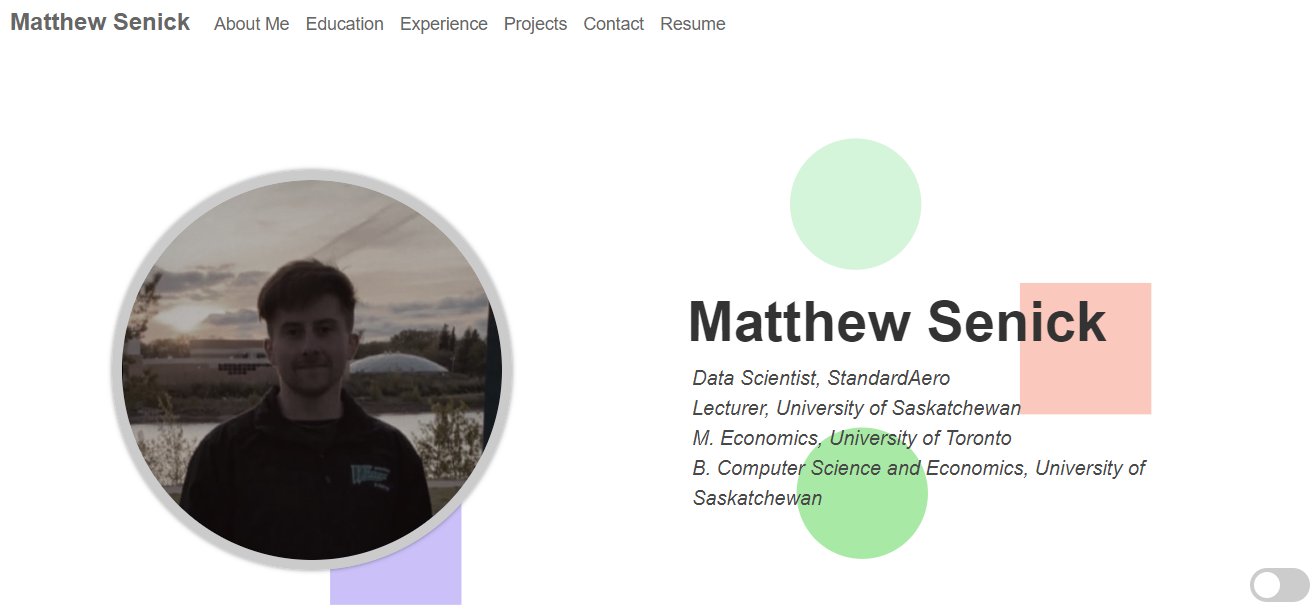 Matthew Senick About Me Education Experience Projects Contact Resume
Matthew Senick
Data Scientist, StandardAero
Lecturer, University of Saskatchewan
M. Economics, University of Toronto
B. Computer Science and Economics, University of
Saskatchewan